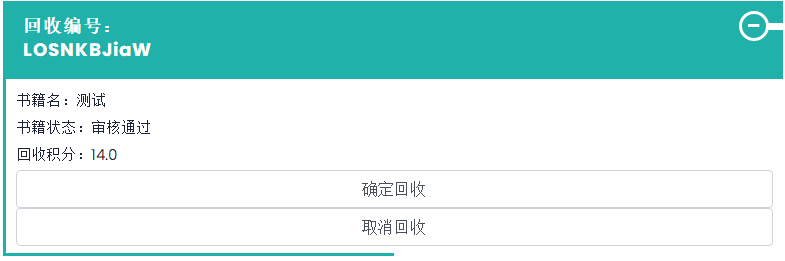 回收编号：
LOSNKBJiaW
书籍名：测试
书籍状态：审核通过
回收积分：14.0
确定回收
取消回收